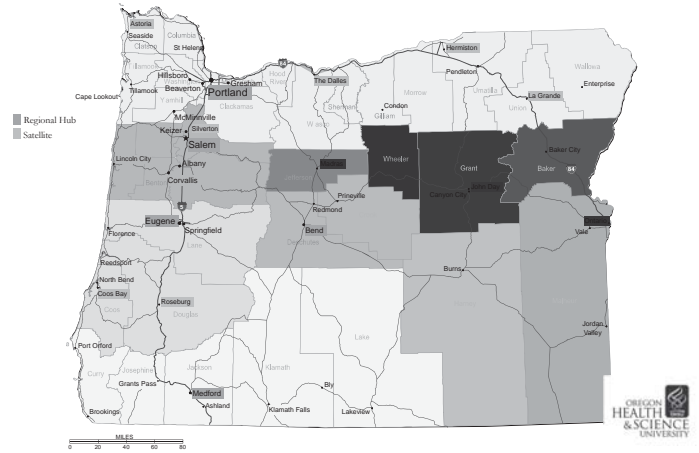 Astoria
Seaside
Columbia
Clatsop
St Helens
Hillsboro
Tillamook
Beaverton
Gresham
Portland
Cape Lookout
Yamhill
Clackamas
McMinnville
Hood
River
The Dalles
Sherman
Wasco
Hermiston
Pendleton
Morrow
Umatilla
Condon
Gilliam
La Grande
Union
Wallowa
Enterprise
Regional Hub
Satellite
Keizer
Silverton
Salem
Lincoln City
Albany
Benton
Corvallis
Madras
Wheeler
Grant
Baker City
Baker
84
Prineville
Redmond
Canyon City
John Day
5
Eugene
Springfield
Florence
Lane
Bend
Deschutes
Ontario
Vale
Burns
Reedsport
North Bend
Coos Bay
Coos
Roseburg
Douglas
Jordan
Valley
Lake
Port Orford
Curry
Josephine
Jackson
Klamath
Grants Pass
Medford
Ashland
Bly
Klamath Falls
Lakeview
Brookings
MILES
0 20 40 60 80
OREGON
HEALTH
&SCIENCE
UNIVERSITY